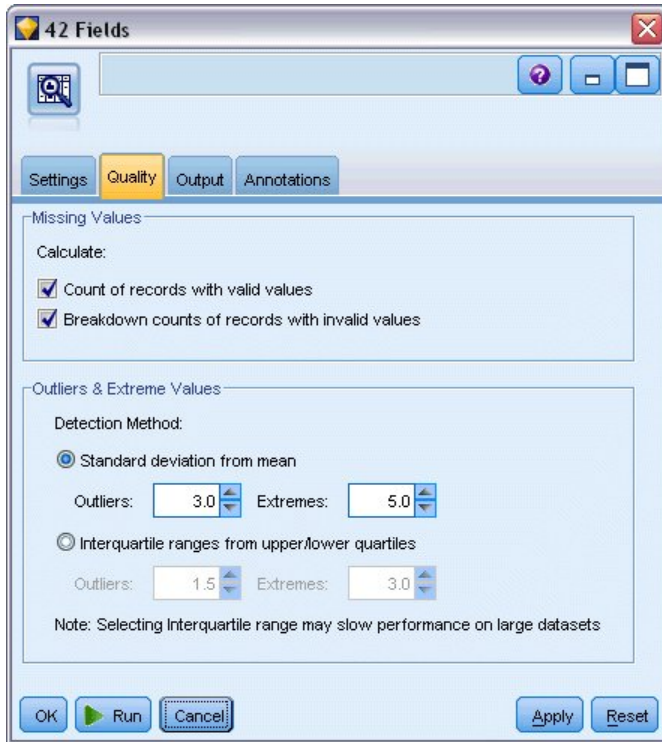 42 Fields
?
Settings Quality Output Annotations
Missing Values
Calculate:
Count of records with valid values
Breakdown counts of records with invalid values
Outliers & Extreme Values
Detection Method:
Standard deviation from mean
Outliers: 3.0 Extremes: 5.0
Interquartile ranges from upper/lower quartiles
Outliers: 1.5 Extremes: 3.0
Note: Selecting Interquartile range may slow performance on large datasets
OK Run Cancel Apply Reset